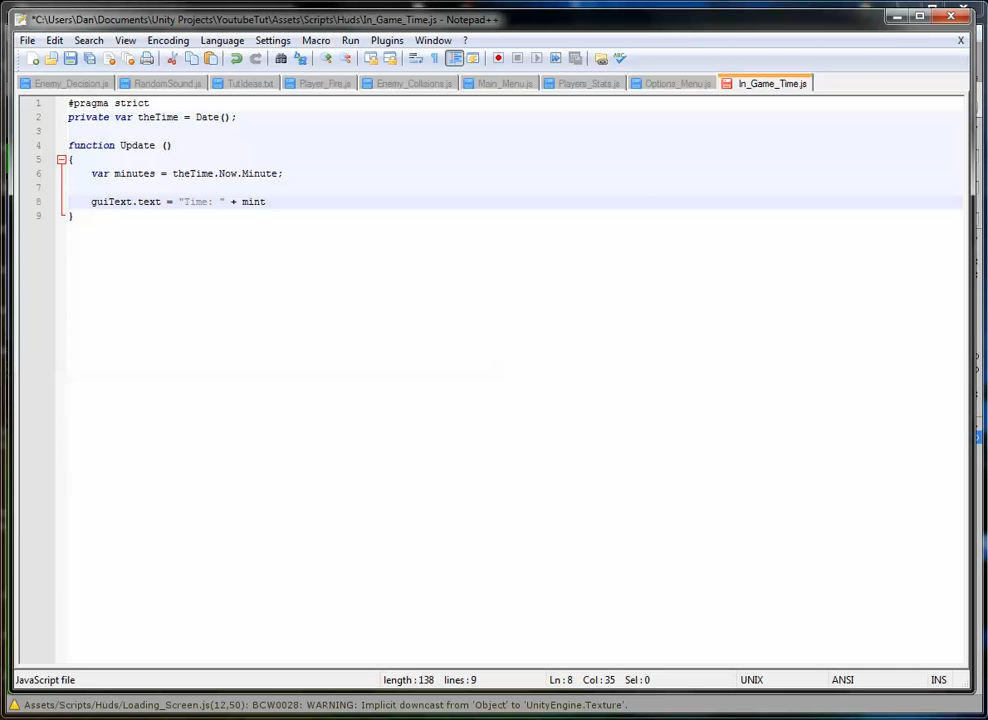 *C:\Users\Dan\Documents\Unity Projects\YoutubeTut\Assets\Scripts\Huds\In_Game_Time.js - Notepad++
File Edit Search View Encoding Language Settings Macro Run Plugins Window ? X
Enemy_Decision.js RandomSound.js TutIdeas.txt Player_Fire.js Enemy_Collsions.js Main_Menu.js Players_Stats.js Options_Menu.js In_Game_Time.js
1 #pragma strict
2 private var theTime = Date();
3
4 function Update ()
5 {
6 var minutes = theTime.Now.Minute;
7
8 guiText.text = "Time: " + mint
9 }
JavaScript file length : 138 lines : 9 Ln : 8 Col : 35 Sel : 0 UNIX ANSI INS
Assets/Scripts/Huds/Loading_Screen.js(12,50): BCW0028: WARNING: Implicit downcast from 'Object' to 'UnityEngine.Texture'.